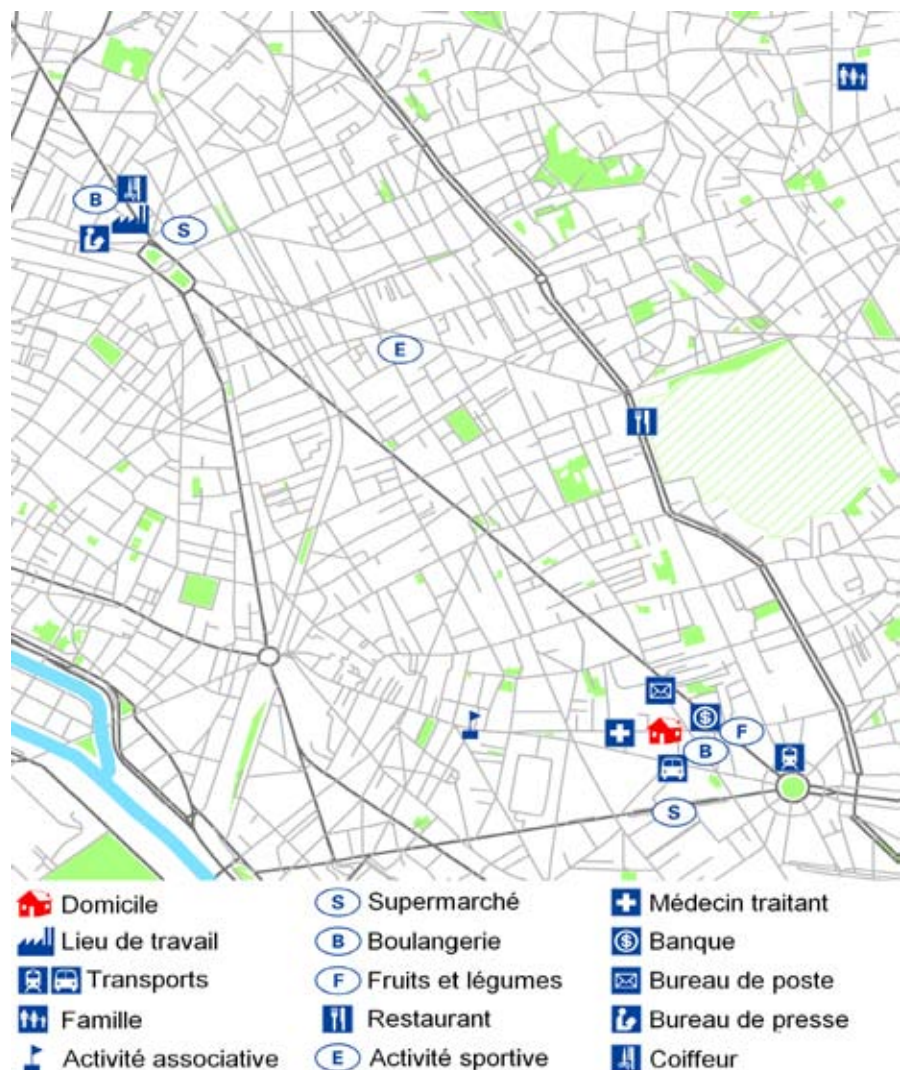 B
S
E
F
B
S
Domicile
S Supermarché
Médecin traitant
Lieu de travail
B Boulangerie
$ Banque
Transports
F Fruits et légumes
Bureau de poste
Famille
Restaurant
Bureau de presse
Activité associative
E Activité sportive
Coiffeur